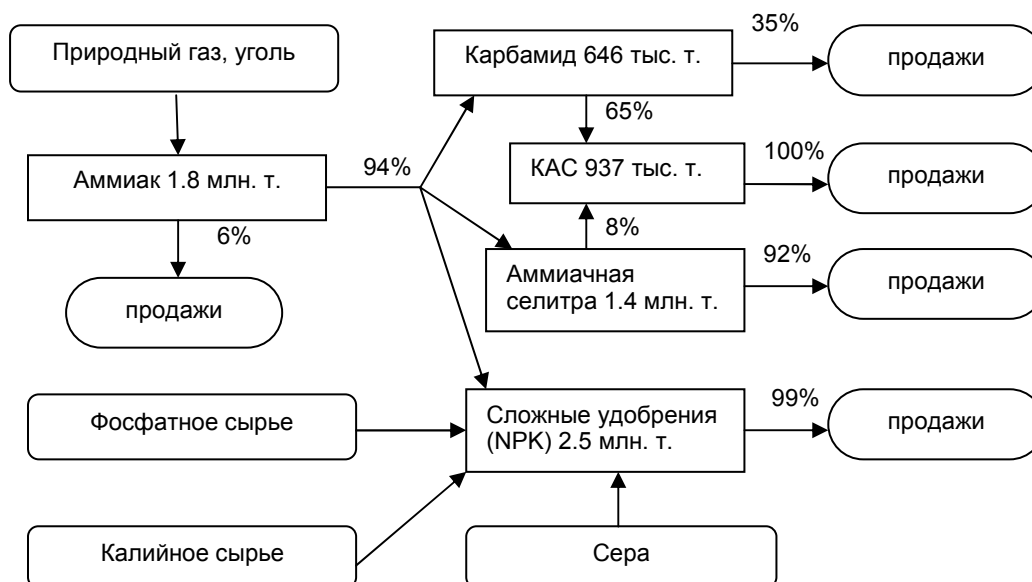 Природный газ, уголь
Карбамид 646 тыс. т.
35%
продажи
65%
Аммиак 1.8 млн. т.
94%
КАС 937 тыс. т.
100%
продажи
6%
8%
продажи
Аммиачная
селитра 1.4 млн. т.
92%
продажи
Фосфатное сырье
Сложные удобрения
(NPK) 2.5 млн. т.
99%
продажи
Калийное сырье
Сера